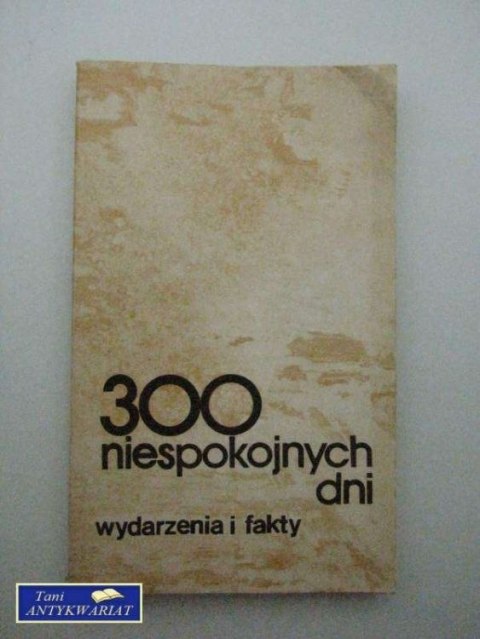 300
niespokojnych
dni
wydarzenia i fakty
Tani
ANTYKWARIAT